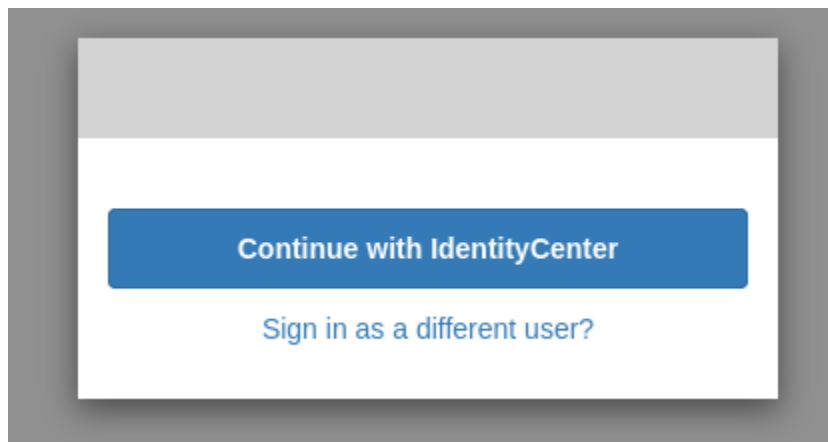 Continue with IdentityCenter
Sign in as a different user?